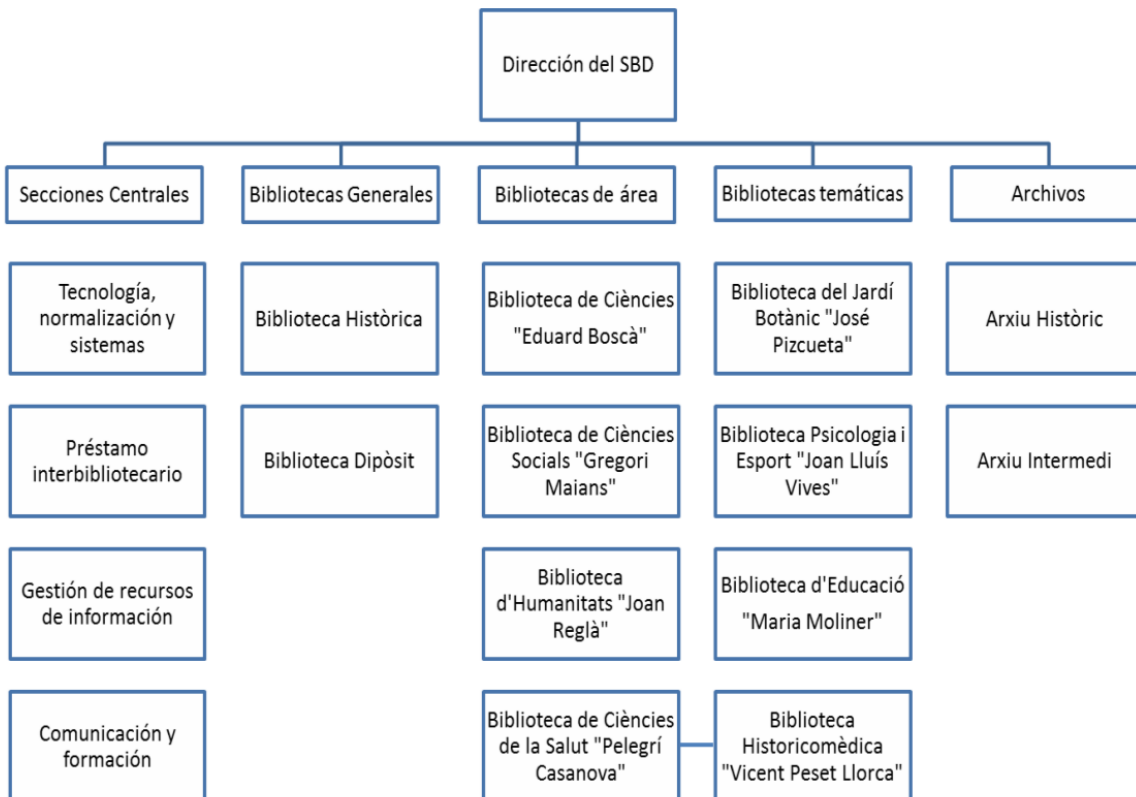 Dirección del SBD
Secciones Centrales
Bibliotecas Generales
Bibliotecas de área
Bibliotecas temáticas
Archivos
Tecnología,
normalización y
sistemas
Biblioteca Històrica
Biblioteca de Ciències
"Eduard Boscà"
Biblioteca del Jardí
Botànic "José
Pizcueta"
Arxiu Històric
Préstamo
interbibliotecario
Biblioteca Dipòsit
Biblioteca de Ciències
Socials "Gregori
Maians"
Biblioteca Psicologia i
Esport "Joan Lluís
Vives"
Arxiu Intermedi
Gestión de recursos
de información
Biblioteca
d'Humanitats "Joan
Reglà"
Biblioteca d'Educació
"Maria Moliner"
Comunicación y
formación
Biblioteca de Ciències
de la Salut "Pelegrí
Casanova"
Biblioteca
Historicomèdica
"Vicent Peset Llorca"